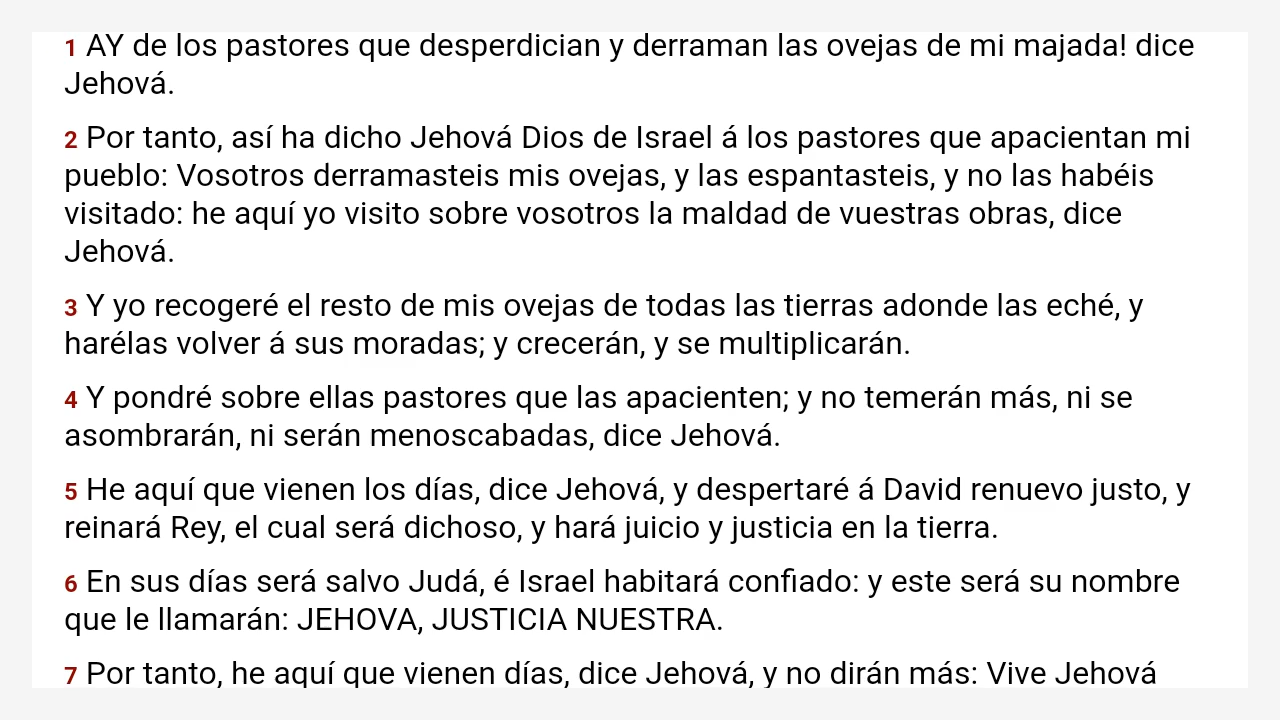 1 AY de los pastores que desperdician y derraman las ovejas de mi majada! dice
Jehová.
2 Por tanto, así ha dicho Jehová Dios de Israel á los pastores que apacientan mi
pueblo: Vosotros derramasteis mis ovejas, y las espantasteis, y no las habéis
visitado: he aquí yo visito sobre vosotros la maldad de vuestras obras, dice
Jehová.
3 Y yo recogeré el resto de mis ovejas de todas las tierras adonde las eché, y
harélas volver á sus moradas; y crecerán, y se multiplicarán.
4 Y pondré sobre ellas pastores que las apacienten; y no temerán más, ni se
asombrarán, ni serán menoscabadas, dice Jehová.
5 He aquí que vienen los días, dice Jehová, y despertaré á David renuevo justo, y
reinará Rey, el cual será dichoso, y hará juicio y justicia en la tierra.
6 En sus días será salvo Judá, é Israel habitará confiado: y este será su nombre
que le llamarán: JEHOVA, JUSTICIA NUESTRA.
7 Por tanto, he aquí que vienen días, dice Jehová, y no dirán más: Vive Jehová